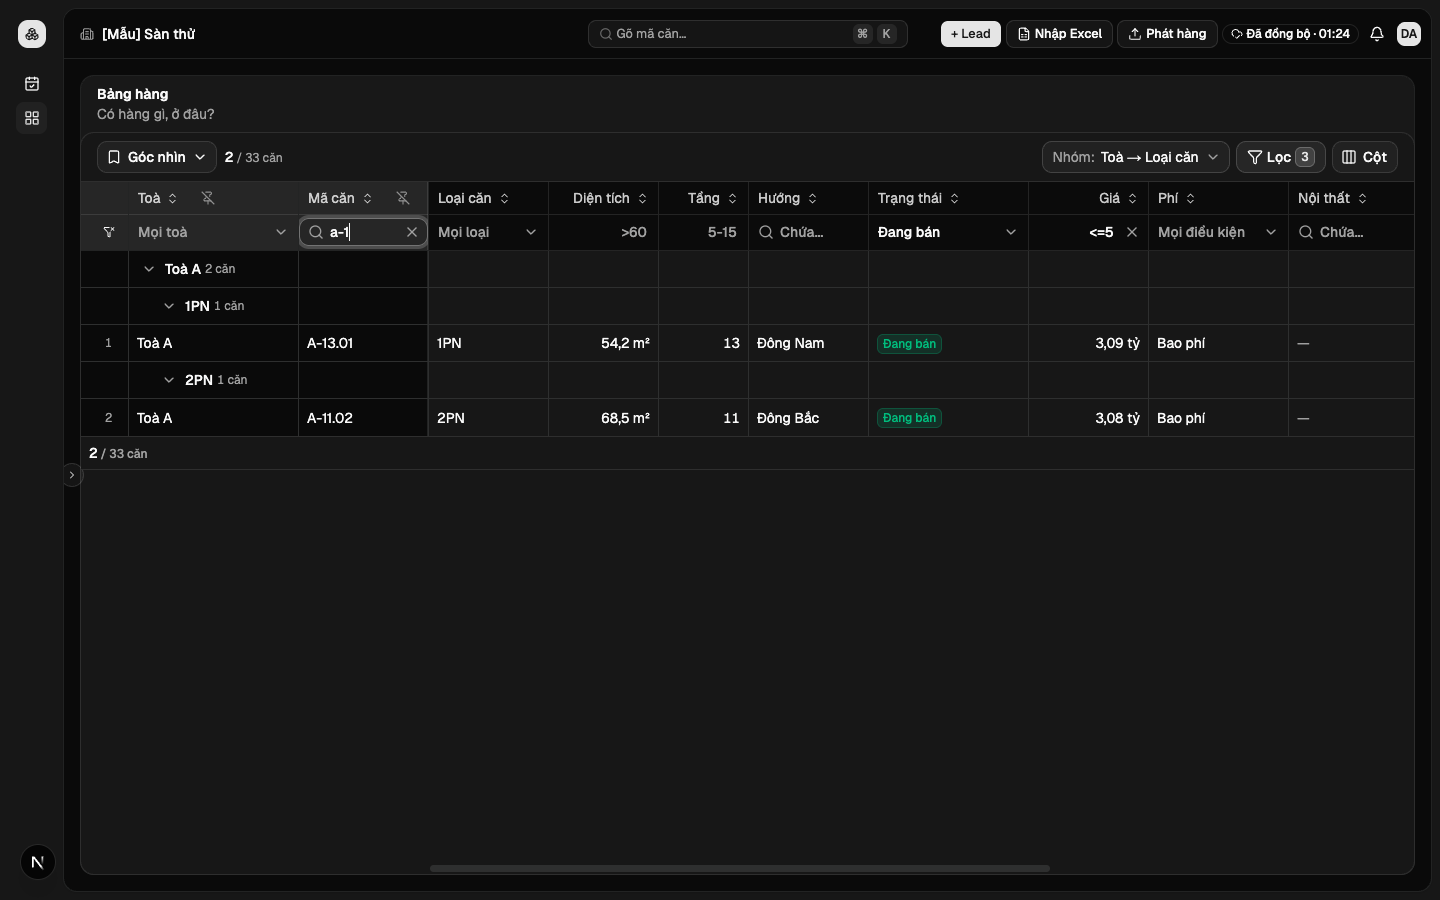 [Mẫu] Sàn thử
Gõ mã căn...
⌘ K
+ Lead
Nhập Excel
Phát hàng
Đã đồng bộ · 01:24
DA
Bảng hàng
Có hàng gì, ở đâu?
Góc nhìn
2 / 33 căn
Nhóm: Toà → Loại căn
Lọc 3
Cột
Toà Mã căn Loại căn Diện tích Tầng Hướng Trạng thái Giá Phí Nội thất
Mọi toà a-1 Mọi loại >60 5-15 Chứa... Đang bán <=5 Mọi điều kiện Chứa...
Toà A 2 căn
1PN 1 căn
1 Toà A A-13.01 1PN 54,2 m² 13 Đông Nam Đang bán 3,09 tỷ Bao phí —
2PN 1 căn
2 Toà A A-11.02 2PN 68,5 m² 11 Đông Bắc Đang bán 3,08 tỷ Bao phí —
2 / 33 căn
N